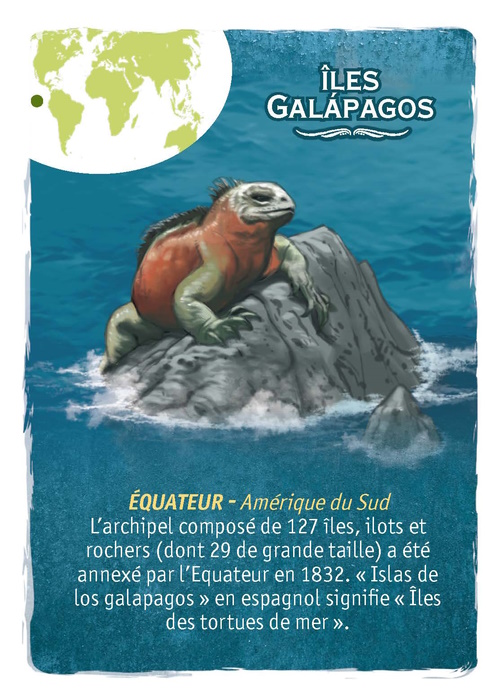 ÎLES
GALÁPAGOS
ÉQUATEUR - Amérique du Sud
L'archipel composé de 127 îles, ilots et
rochers (dont 29 de grande taille) a été
annexé par l'Equateur en 1832. « Islas de
los galapagos » en espagnol signifie « Îles
des tortues de mer ».